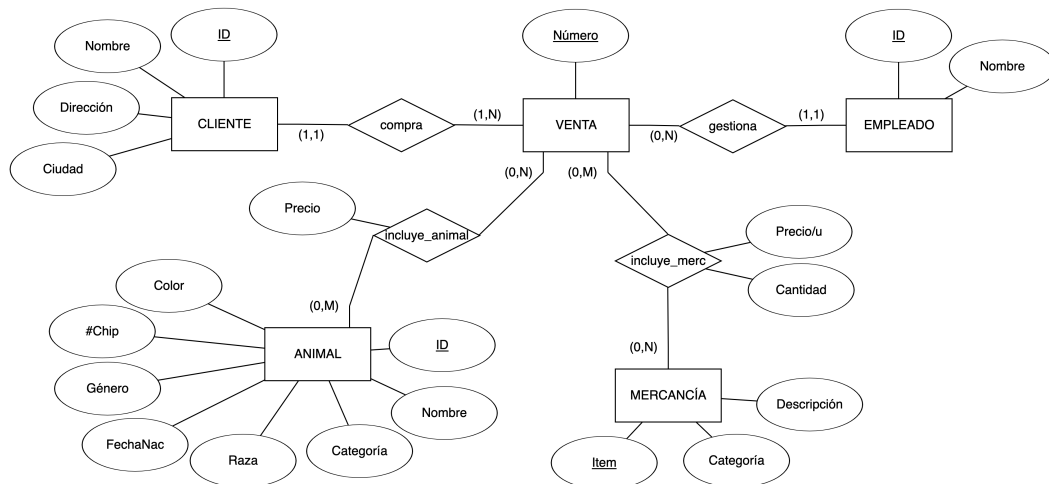 ID
Número
ID
Nombre
Nombre
Dirección
CLIENTE
compra
VENTA
gestiona
EMPLEADO
(1,1)
(1,N)
(0,N)
(1,1)
Ciudad
(0,N)
(0,M)
Precio
incluye_animal
Precio/u
incluye_merc
Cantidad
Color
(0,M)
#Chip
ANIMAL
ID
(0,N)
Género
MERCANCÍA
Descripción
Nombre
FechaNac
Raza
Categoría
Item
Categoría